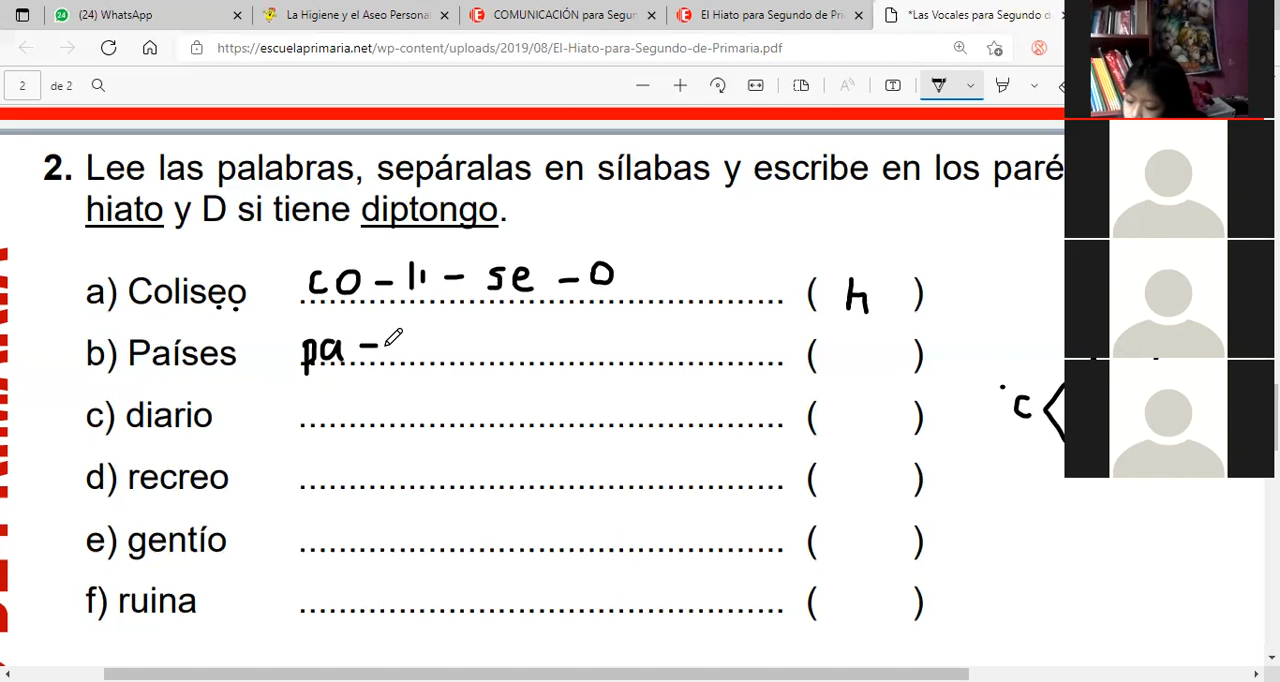 (24) WhatsApp
La Higiene y el Aseo Personal
COMUNICACIÓN para Segun
El Hiato para Segundo de Pri
*Las Vocales para Segundo d
https://escuelaprimaria.net/wp-content/uploads/2019/08/El-Hiato-para-Segundo-de-Primaria.pdf
2 de 2
2. Lee las palabras, sepáralas en sílabas y escribe en los paré
hiato y D si tiene diptongo.
a) Coliseo co - li - se - o ( h )
b) Países pa - ( )
c) diario ( )
d) recreo ( )
e) gentío ( )
f) ruina ( )
c <